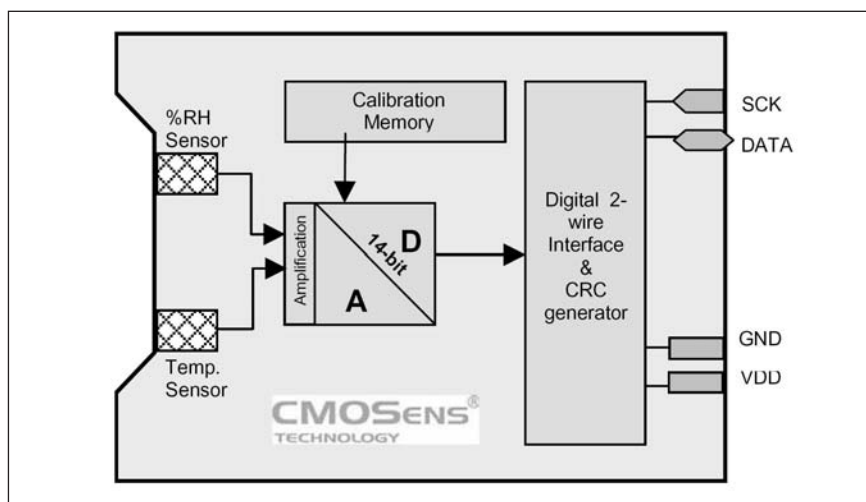 %RH
Sensor
Calibration
Memory
SCK
DATA
Amplification
14-bit
D
A
Digital 2-
wire
Interface
&
CRC
generator
GND
VDD
Temp.
Sensor
CMOSENS®
TECHNOLOGY